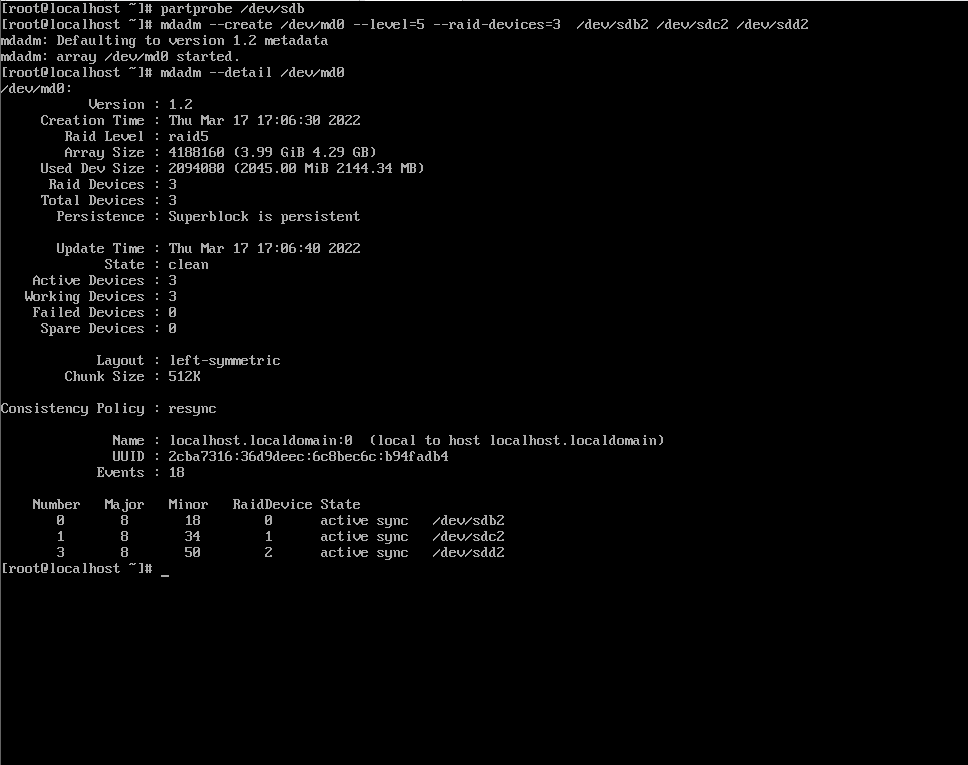 [root@localhost ~]# partprobe /dev/sdb
[root@localhost ~]# mdadm --create /dev/md0 --level=5 --raid-devices=3  /dev/sdb2 /dev/sdc2 /dev/sdd2
mdadm: Defaulting to version 1.2 metadata
mdadm: array /dev/md0 started.
[root@localhost ~]# mdadm --detail /dev/md0
/dev/md0:
           Version : 1.2
     Creation Time : Thu Mar 17 17:06:30 2022
        Raid Level : raid5
        Array Size : 4188160 (3.99 GiB 4.29 GB)
     Used Dev Size : 2094080 (2045.00 MiB 2144.34 MB)
      Raid Devices : 3
     Total Devices : 3
       Persistence : Superblock is persistent

       Update Time : Thu Mar 17 17:06:40 2022
             State : clean
    Active Devices : 3
   Working Devices : 3
    Failed Devices : 0
     Spare Devices : 0

            Layout : left-symmetric
        Chunk Size : 512K

Consistency Policy : resync

              Name : localhost.localdomain:0  (local to host localhost.localdomain)
              UUID : 2cba7316:36d9deec:6c8bec6c:b94fadb4
            Events : 18

    Number   Major   Minor   RaidDevice State
       0       8       18        0      active sync   /dev/sdb2
       1       8       34        1      active sync   /dev/sdc2
       3       8       50        2      active sync   /dev/sdd2
[root@localhost ~]# _